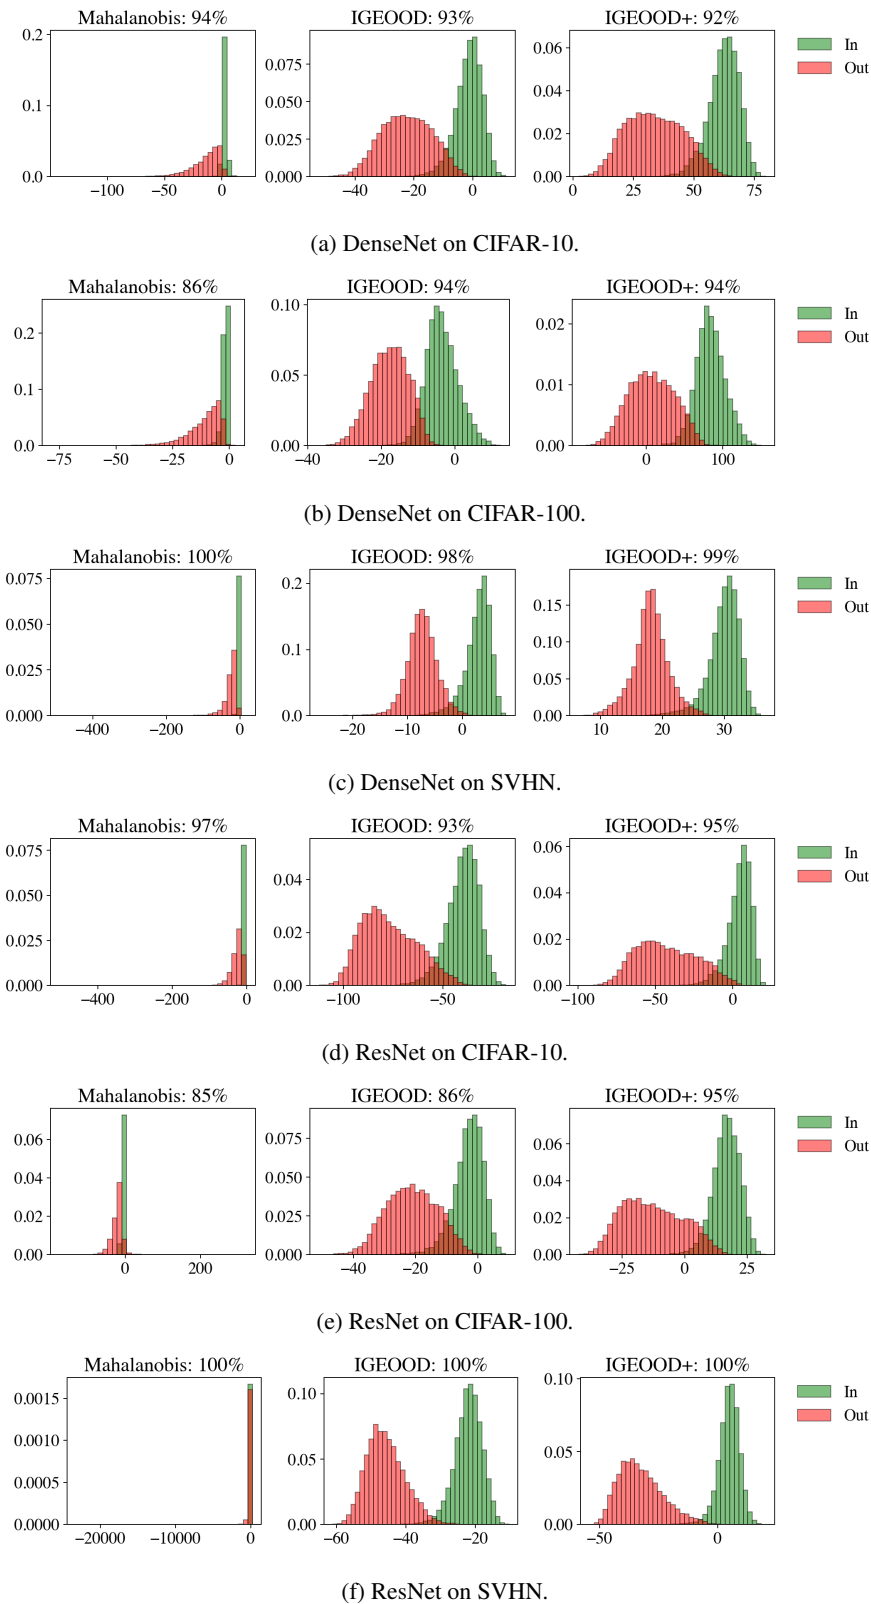 Mahalanobis: 94% IGEOOD: 93% IGEOOD+: 92%
0.2 0.1 0.0
−100 −50 0
0.075 0.050 0.025 0.000
−40 −20 0
0.06 0.04 0.02 0.00
0 25 50 75
In
Out
(a) DenseNet on CIFAR-10.
Mahalanobis: 86% IGEOOD: 94% IGEOOD+: 94%
0.2 0.1 0.0
−75 −50 −25 0
0.10 0.05 0.00
−40 −20 0
0.02 0.01 0.00
0 100
In
Out
(b) DenseNet on CIFAR-100.
Mahalanobis: 100% IGEOOD: 98% IGEOOD+: 99%
0.075 0.050 0.025 0.000
−400 −200 0
0.2 0.1 0.0
−20 −10 0
0.15 0.10 0.05 0.00
10 20 30
In
Out
(c) DenseNet on SVHN.
Mahalanobis: 97% IGEOOD: 93% IGEOOD+: 95%
0.075 0.050 0.025 0.000
−400 −200 0
0.04 0.02 0.00
−100 −50
0.06 0.04 0.02 0.00
−100 −50 0
In
Out
(d) ResNet on CIFAR-10.
Mahalanobis: 85% IGEOOD: 86% IGEOOD+: 95%
0.06 0.04 0.02 0.00
0 200
0.075 0.050 0.025 0.000
−40 −20 0
0.06 0.04 0.02 0.00
−25 0 25
In
Out
(e) ResNet on CIFAR-100.
Mahalanobis: 100% IGEOOD: 100% IGEOOD+: 100%
0.0015 0.0010 0.0005 0.0000
−20000 −10000 0
0.10 0.05 0.00
−60 −40 −20
0.10 0.05 0.00
−50 0
In
Out
(f) ResNet on SVHN.